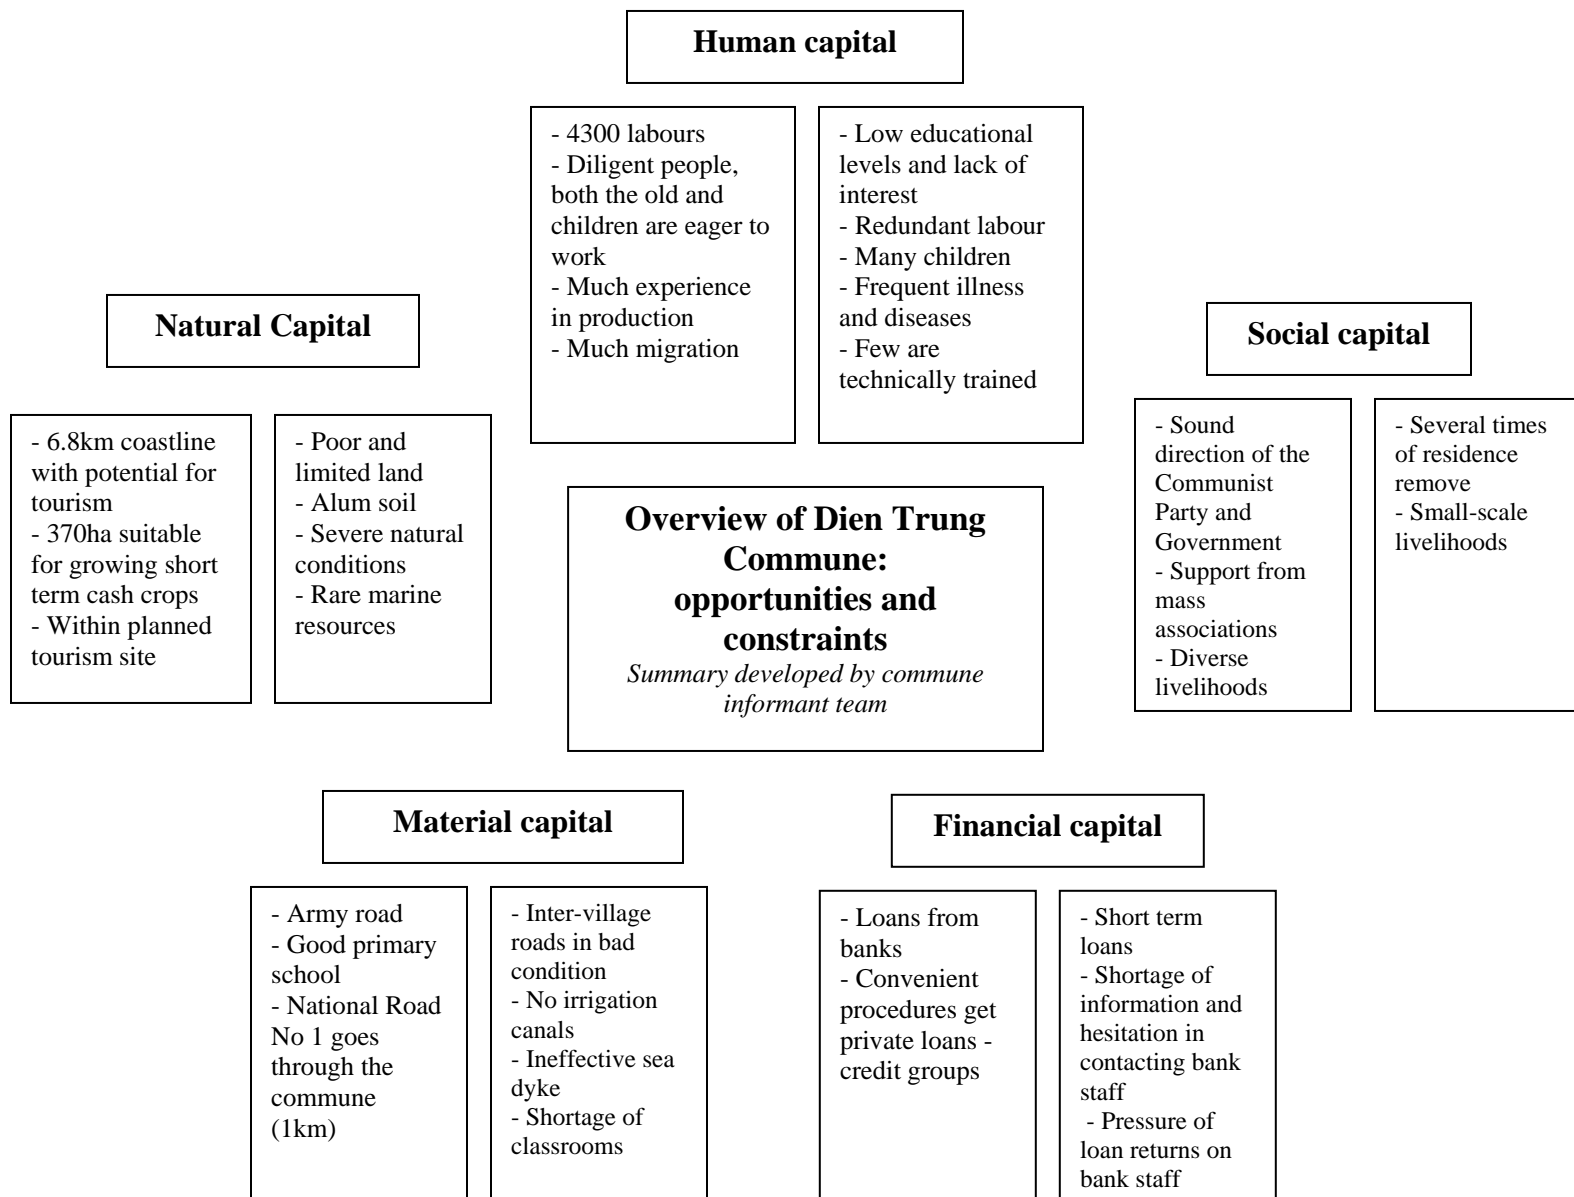 Human capital
- 4300 labours
- Diligent people,
both the old and
children are eager to
work
- Much experience
in production
- Much migration
- Low educational
levels and lack of
interest
- Redundant labour
- Many children
- Frequent illness
and diseases
- Few are
technically trained
Natural Capital
- 6.8km coastline
with potential for
tourism
- 370ha suitable
for growing short
term cash crops
- Within planned
tourism site
- Poor and
limited land
- Alum soil
- Severe natural
conditions
- Rare marine
resources
Overview of Dien Trung
Commune:
opportunities and
constraints
Summary developed by commune
informant team
Social capital
- Sound
direction of the
Communist
Party and
Government
- Support from
mass
associations
- Diverse
livelihoods
- Several times
of residence
remove
- Small-scale
livelihoods
Material capital
- Army road
- Good primary
school
- National Road
No 1 goes
through the
commune
(1km)
- Inter-village
roads in bad
condition
- No irrigation
canals
- Ineffective sea
dyke
- Shortage of
classrooms
Financial capital
- Loans from
banks
- Convenient
procedures get
private loans -
credit groups
- Short term
loans
- Shortage of
information and
hesitation in
contacting bank
staff
- Pressure of
loan returns on
bank staff